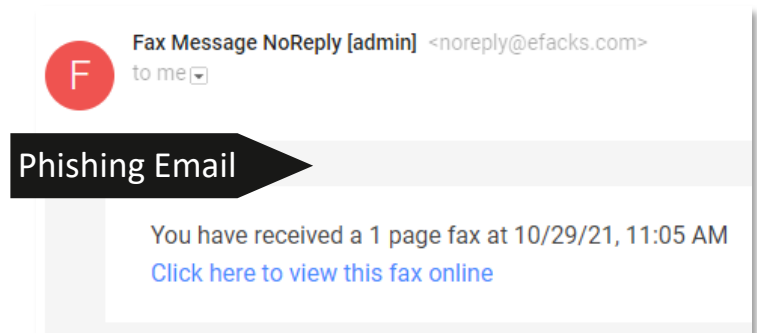 F
Fax Message NoReply [admin] <noreply@efacks.com>
to me
Phishing Email
You have received a 1 page fax at 10/29/21, 11:05 AM
Click here to view this fax online